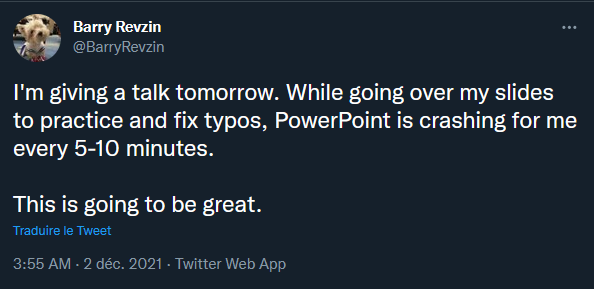 Barry Revzin
@BarryRevzin
I'm giving a talk tomorrow. While going over my slides
to practice and fix typos, PowerPoint is crashing for me
every 5-10 minutes.
This is going to be great.
Traduire le Tweet
3:55 AM · 2 déc. 2021 · Twitter Web App